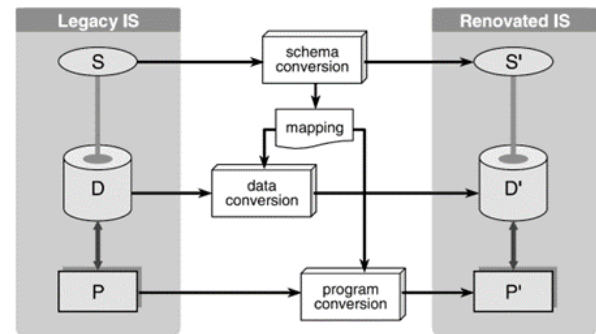 Legacy IS
Renovated IS
S
schema
conversion
S'
mapping
D
data
conversion
D'
P
program
conversion
P'